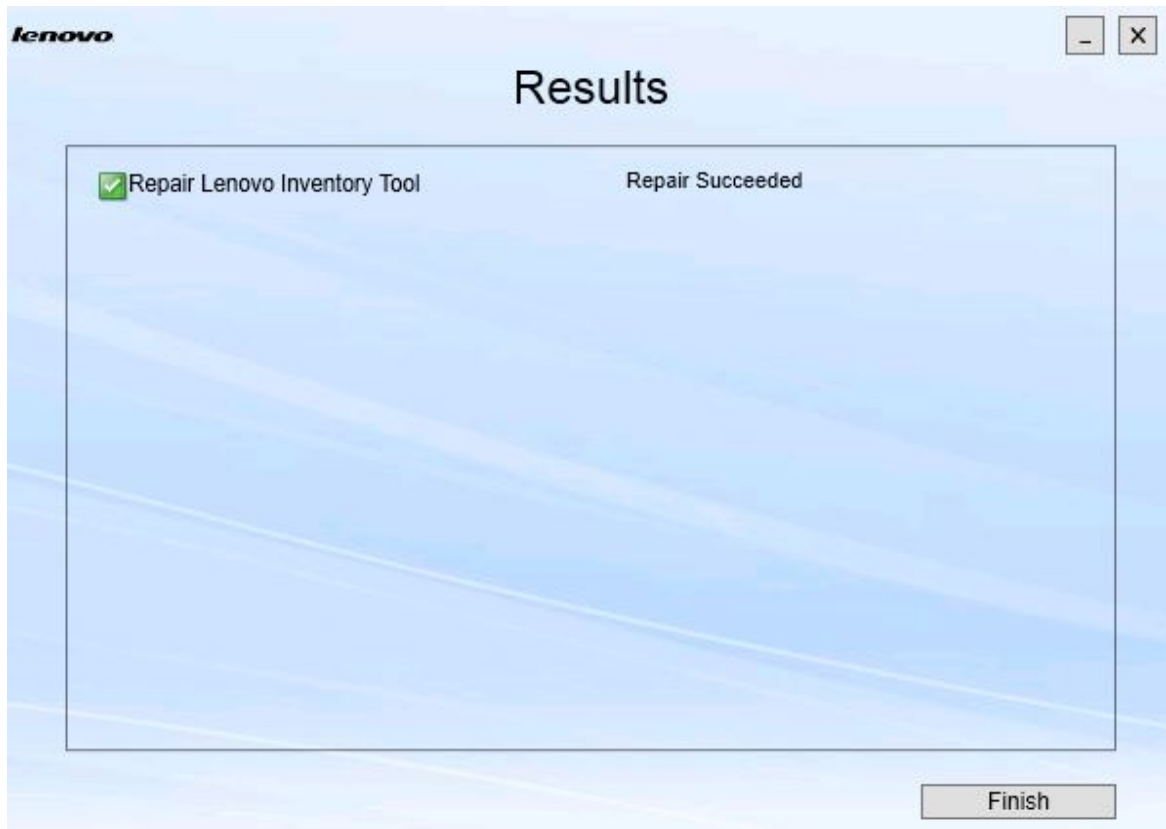 lenovo
Results
Repair Lenovo Inventory Tool Repair Succeeded
Finish